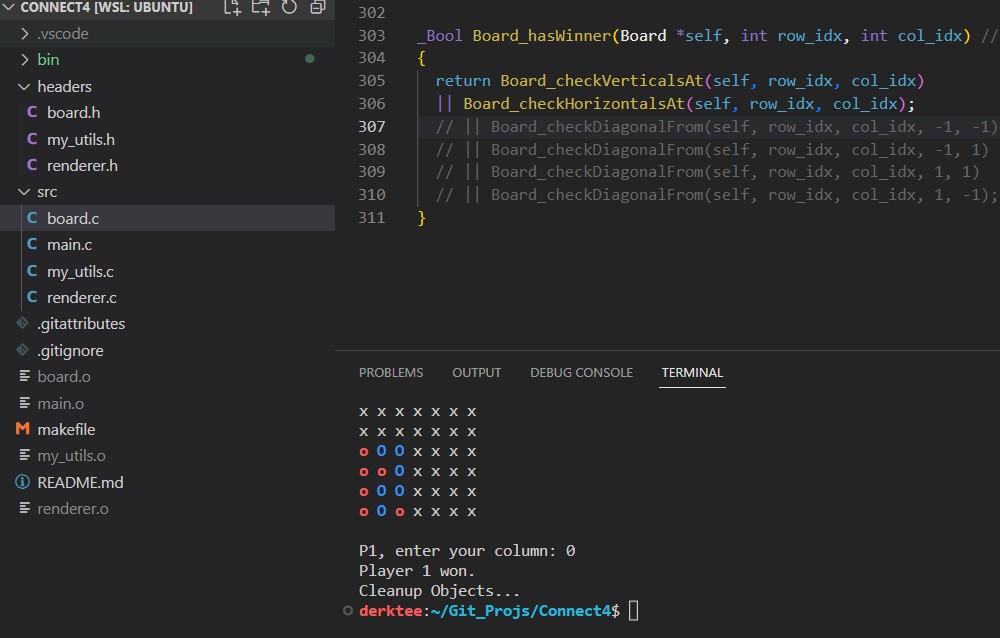 CONNECT4 [WSL: UBUNTU]
.vscode
bin
headers
C board.h
C my_utils.h
C renderer.h
src
C board.c
C main.c
C my_utils.c
C renderer.c
.gitattributes
.gitignore
board.o
main.o
M makefile
my_utils.o
README.md
renderer.o
302
303 _Bool Board_hasWinner(Board *self, int row_idx, int col_idx) //
304 {
305 return Board_checkVerticalsAt(self, row_idx, col_idx)
306 || Board_checkHorizontalsAt(self, row_idx, col_idx);
307 // || Board_checkDiagonalFrom(self, row_idx, col_idx, -1, -1)
308 // || Board_checkDiagonalFrom(self, row_idx, col_idx, -1, 1)
309 // || Board_checkDiagonalFrom(self, row_idx, col_idx, 1, 1)
310 // || Board_checkDiagonalFrom(self, row_idx, col_idx, 1, -1);
311 }
PROBLEMS OUTPUT DEBUG CONSOLE TERMINAL
x x x x x x x
x x x x x x x
o O O x x x x
o o O x x x x
o O O x x x x
o O o x x x x
P1, enter your column: 0
Player 1 won.
Cleanup Objects...
derktee:~/Git_Projs/Connect4$